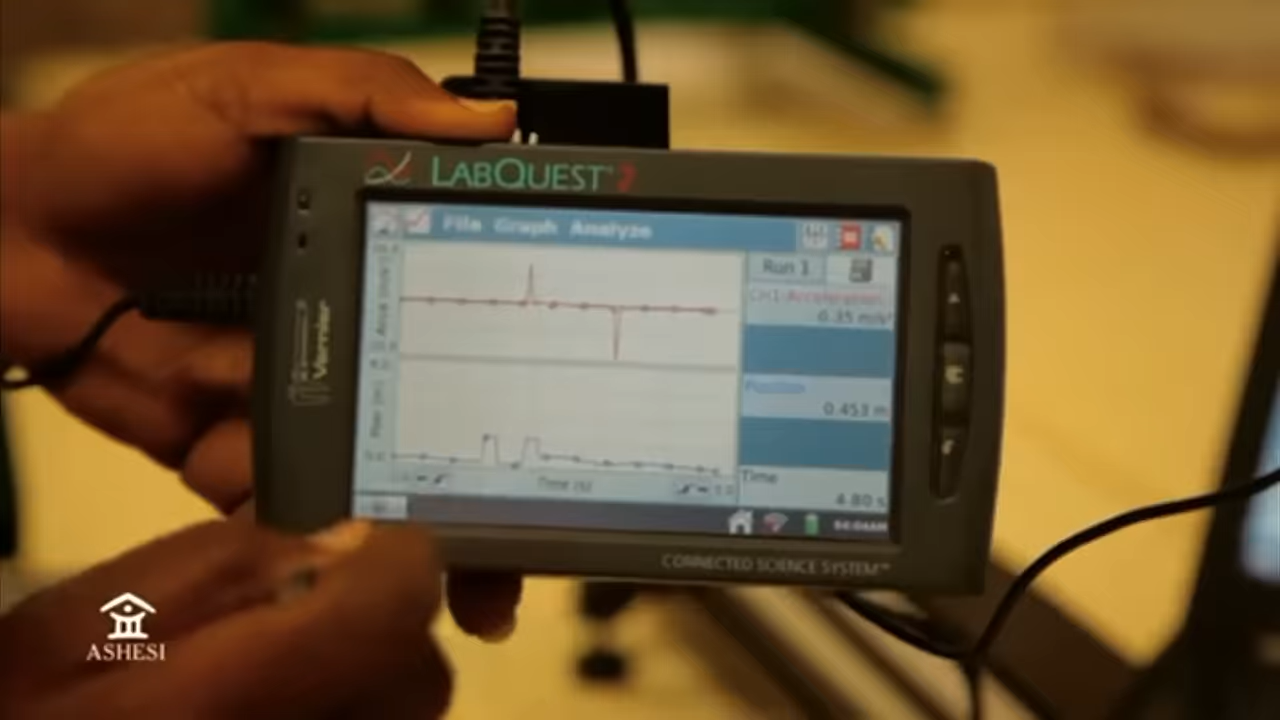 LABQUEST 2
File Graph Analyze
Run 1
CH1:Acceleration
0.35 m/s²
Position
0.453 m
Time
4.80 s
Time (s)
Vernier
CONNECTED SCIENCE SYSTEM™
ASHESI